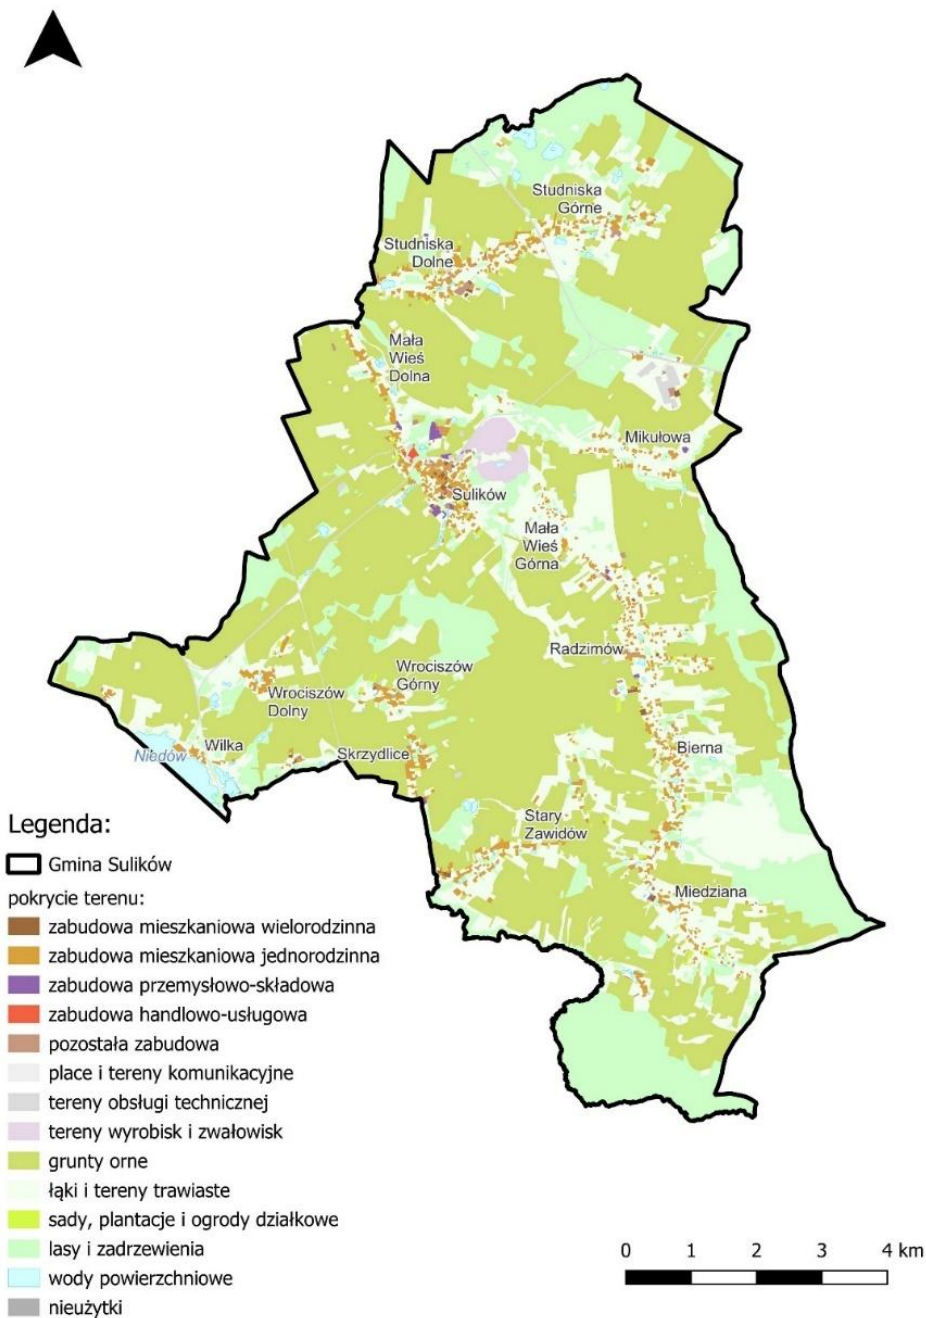 Studniska
Górne
Studniska
Dolne
Mała
Wieś
Dolna
Mikułowa
Sulików
Mała
Wieś
Górna
Radzimów
Wrociszów
Górny
Wrociszów
Dolny
Bierna
Wilka
Niedów
Skrzydlice
Stary
Zawidów
Miedziana
Legenda:
Gmina Sulików
pokrycie terenu:
zabudowa mieszkaniowa wielorodzinna
zabudowa mieszkaniowa jednorodzinna
zabudowa przemysłowo-składowa
zabudowa handlowo-usługowa
pozostała zabudowa
place i tereny komunikacyjne
tereny obsługi technicznej
tereny wyrobisk i zwałowisk
grunty orne
łąki i tereny trawiaste
sady, plantacje i ogrody działkowe
lasy i zadrzewienia
wody powierzchniowe
nieużytki
0 1 2 3 4 km